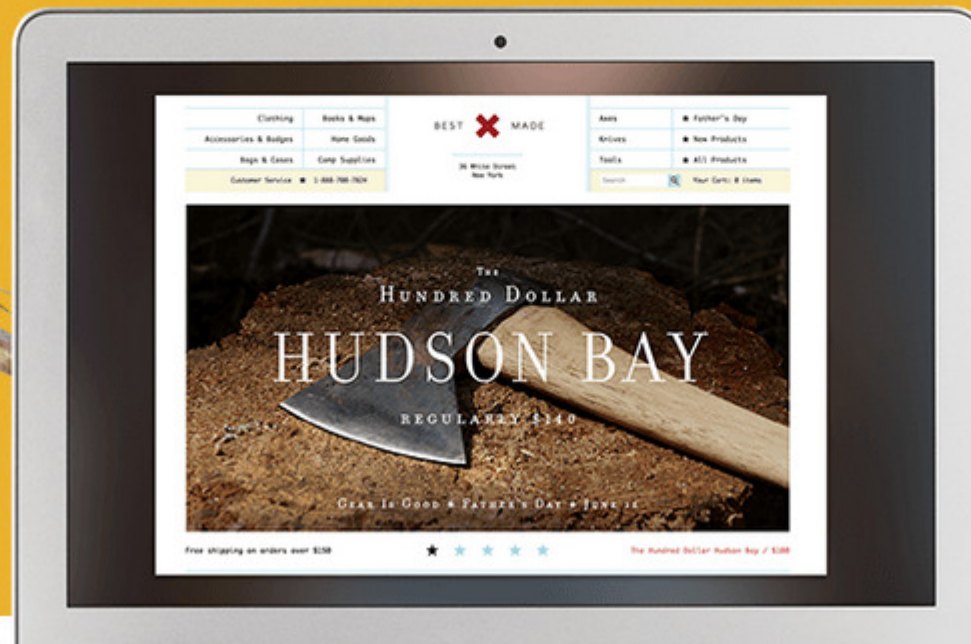 Clothing Books & Maps
Accessories & Badges Home Goods
Bags & Cases Camp Supplies
Customer Service ★ 1-888-708-7824
BEST X MADE
36 White Street
New York
Axes ★ Father's Day
Knives ★ New Products
Tools ★ All Products
Search Your Cart: 0 items
THE
HUNDRED DOLLAR
HUDSON BAY
REGULARLY $140
GEAR IS GOOD ★ FATHER'S DAY ★ JUNE
Free shipping on orders over $150
The Hundred Dollar Hudson Bay / $100